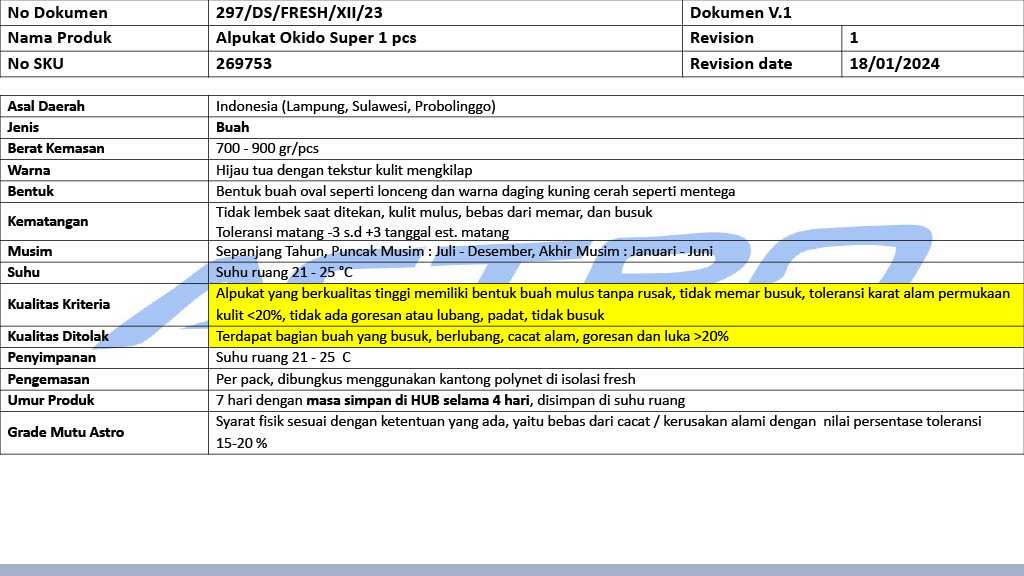 No Dokumen 297/DS/FRESH/XII/23 Dokumen V.1
Nama Produk Alpukat Okido Super 1 pcs Revision 1
No SKU 269753 Revision date 18/01/2024
Asal Daerah Indonesia (Lampung, Sulawesi, Probolinggo)
Jenis Buah
Berat Kemasan 700 - 900 gr/pcs
Warna Hijau tua dengan tekstur kulit mengkilap
Bentuk Bentuk buah oval seperti lonceng dan warna daging kuning cerah seperti mentega
Kematangan Tidak lembek saat ditekan, kulit mulus, bebas dari memar, dan busuk
Toleransi matang -3 s.d +3 tanggal est. matang
Musim Sepanjang Tahun, Puncak Musim : Juli - Desember, Akhir Musim : Januari - Juni
Suhu Suhu ruang 21 - 25 °C
Kualitas Kriteria Alpukat yang berkualitas tinggi memiliki bentuk buah mulus tanpa rusak, tidak memar busuk, toleransi karat alam permukaan
kulit <20%, tidak ada goresan atau lubang, padat, tidak busuk
Kualitas Ditolak Terdapat bagian buah yang busuk, berlubang, cacat alam, goresan dan luka >20%
Penyimpanan Suhu ruang 21 - 25  C
Pengemasan Per pack, dibungkus menggunakan kantong polynet di isolasi fresh
Umur Produk 7 hari dengan masa simpan di HUB selama 4 hari, disimpan di suhu ruang
Grade Mutu Astro Syarat fisik sesuai dengan ketentuan yang ada, yaitu bebas dari cacat / kerusakan alami dengan  nilai persentase toleransi
15-20 %
ASTRO